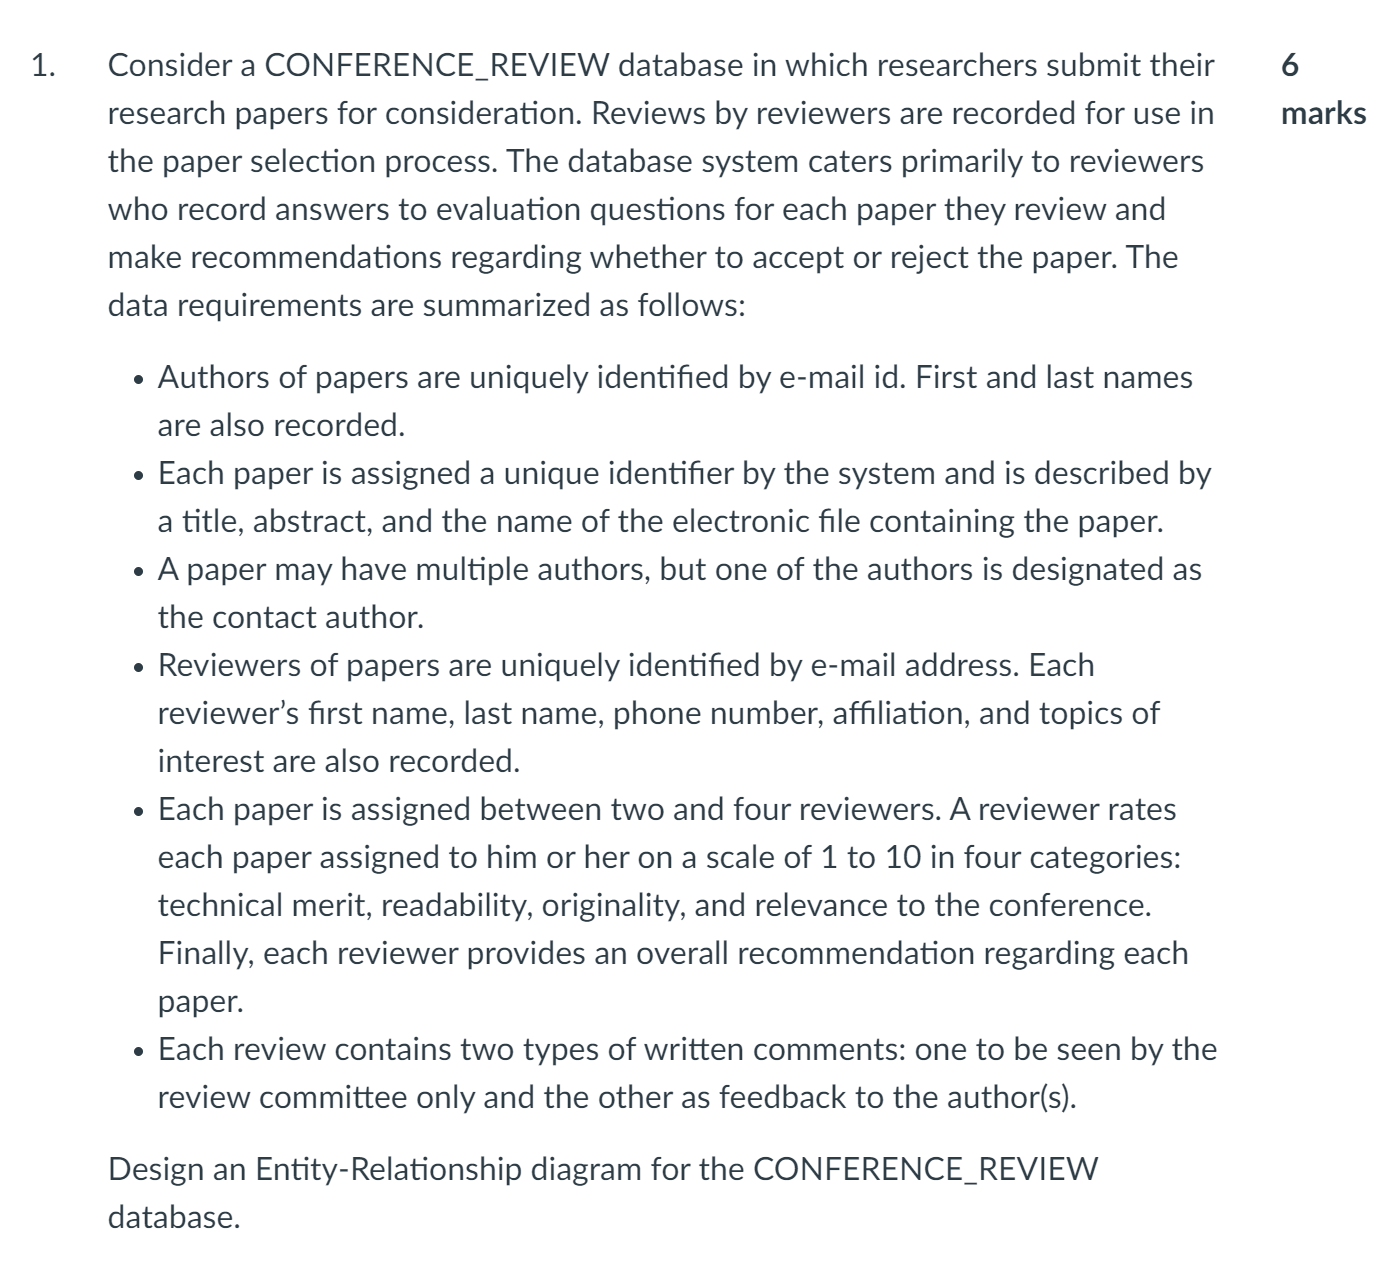 1. Consider a CONFERENCE_REVIEW database in which researchers submit their 6
research papers for consideration. Reviews by reviewers are recorded for use in marks
the paper selection process. The database system caters primarily to reviewers
who record answers to evaluation questions for each paper they review and
make recommendations regarding whether to accept or reject the paper. The
data requirements are summarized as follows:
• Authors of papers are uniquely identified by e-mail id. First and last names
are also recorded.
• Each paper is assigned a unique identifier by the system and is described by
a title, abstract, and the name of the electronic file containing the paper.
• A paper may have multiple authors, but one of the authors is designated as
the contact author.
• Reviewers of papers are uniquely identified by e-mail address. Each
reviewer’s first name, last name, phone number, affiliation, and topics of
interest are also recorded.
• Each paper is assigned between two and four reviewers. A reviewer rates
each paper assigned to him or her on a scale of 1 to 10 in four categories:
technical merit, readability, originality, and relevance to the conference.
Finally, each reviewer provides an overall recommendation regarding each
paper.
• Each review contains two types of written comments: one to be seen by the
review committee only and the other as feedback to the author(s).
Design an Entity-Relationship diagram for the CONFERENCE_REVIEW
database.